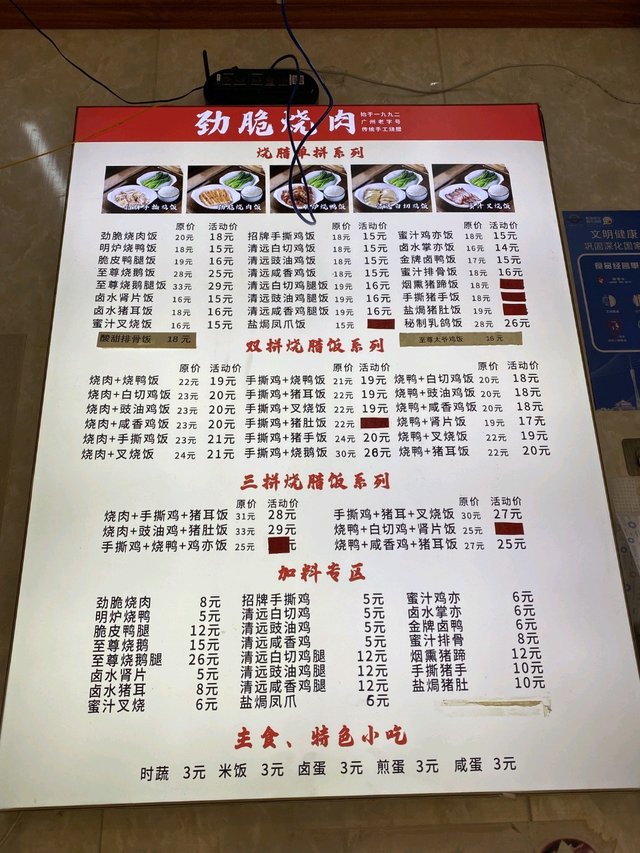 劲脆烧肉
始于一九九二
广州老字号
传统手工烧腊
烧腊单拼系列
原价 活动价 原价 活动价 原价 活动价
劲脆烧肉饭 20元 18元 招牌手撕鸡饭 18元 15元 蜜汁鸡亦饭 18元 15元
明炉烧鸭饭 18元 15元 清远白切鸡饭 18元 15元 卤水掌亦饭 16元 14元
脆皮鸭腿饭 19元 16元 清远豉油鸡饭 18元 15元 金牌卤鸭饭 17元 15元
至尊烧鹅饭 28元 25元 清远咸香鸡饭 18元 15元 蜜汁排骨饭 18元 16元
至尊烧鹅腿饭 33元 29元 清远白切鸡腿饭 19元 16元 烟熏猪蹄饭 18元
卤水肾片饭 16元 15元 清远豉油鸡腿饭 19元 16元 手撕猪手饭 18元
卤水猪耳饭 18元 16元 清远咸香鸡腿饭 19元 16元 盐焗猪肚饭 19元
蜜汁叉烧饭 16元 15元 盐焗凤爪饭 15元 秘制乳鸽饭 28元 26元
酸甜排骨饭 18元 至尊太爷鸡饭 16元
双拼烧腊饭系列
原价 活动价 原价 活动价 原价 活动价
烧肉+烧鸭饭 22元 19元 手撕鸡+烧鸭饭 21元 19元 烧鸭+白切鸡饭 20元 18元
烧肉+白切鸡饭 23元 20元 手撕鸡+猪耳饭 22元 19元 烧鸭+豉油鸡饭 20元 18元
烧肉+豉油鸡饭 23元 20元 手撕鸡+叉烧饭 22元 19元 烧鸭+咸香鸡饭 20元 18元
烧肉+咸香鸡饭 23元 20元 手撕鸡+猪肚饭 22元 烧鸭+肾片饭 19元 17元
烧肉+手撕鸡饭 23元 21元 手撕鸡+猪手饭 24元 20元 烧鸭+叉烧饭 22元 19元
烧肉+叉烧饭 24元 21元 手撕鸡+烧鹅饭 30元 26元 烧鸭+猪耳饭 22元 20元
三拼烧腊饭系列
原价 活动价 原价 活动价
烧肉+手撕鸡+猪耳饭 31元 28元 手撕鸡+猪耳+叉烧饭 30元 27元
烧肉+豉油鸡+猪肚饭 33元 29元 烧鸭+白切鸡+肾片饭 25元
手撕鸡+烧鸭+鸡亦饭 25元 烧鸭+咸香鸡+猪耳饭 27元 25元
加料专区
劲脆烧肉 8元 招牌手撕鸡 5元 蜜汁鸡亦 6元
明炉烧鸭 5元 清远白切鸡 5元 卤水掌亦 6元
脆皮鸭腿 12元 清远豉油鸡 5元 金牌卤鸭 6元
至尊烧鹅 15元 清远咸香鸡 5元 蜜汁排骨 8元
至尊烧鹅腿 26元 清远白切鸡腿 12元 烟熏猪蹄 12元
卤水肾片 5元 清远豉油鸡腿 12元 手撕猪手 10元
卤水猪耳 8元 清远咸香鸡腿 12元 盐焗猪肚 10元
蜜汁叉烧 6元 盐焗凤爪 6元
主食、特色小吃
时蔬 3元 米饭 3元 卤蛋 3元 煎蛋 3元 咸蛋 3元
文明健康
巩固深化国家